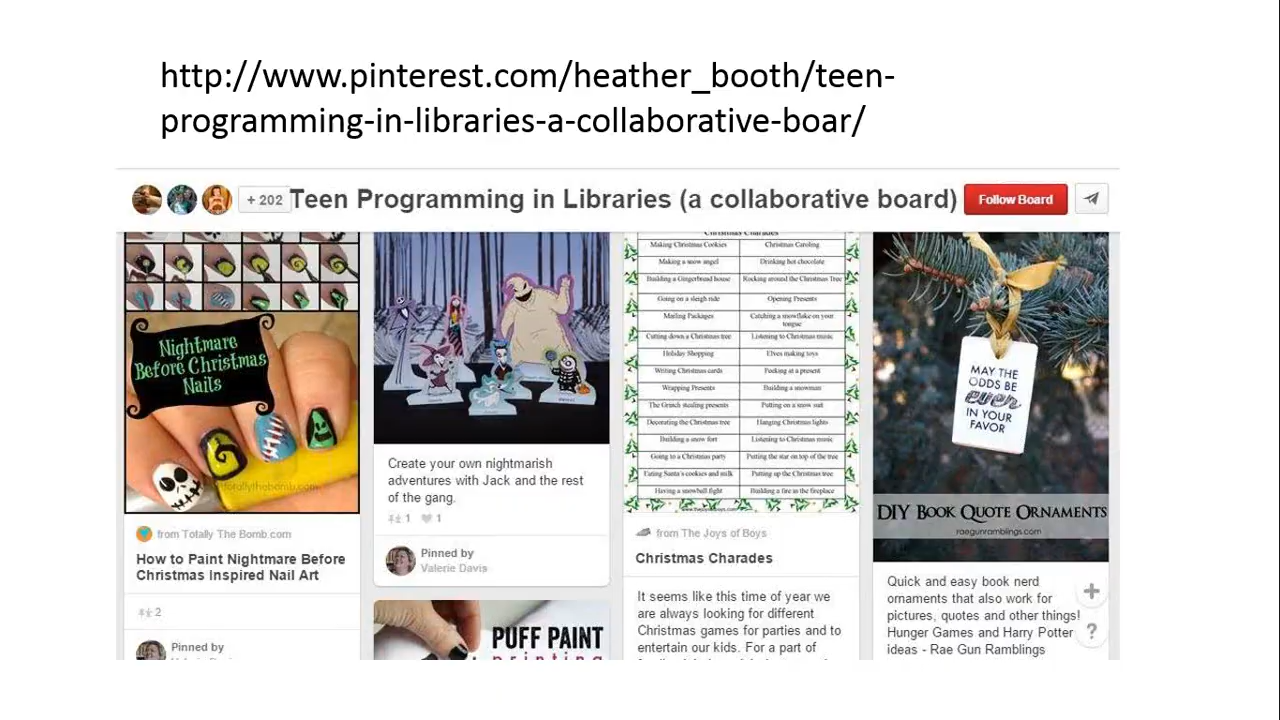 http://www.pinterest.com/heather_booth/teen-
programming-in-libraries-a-collaborative-boar/
+ 202
Teen Programming in Libraries (a collaborative board)
Follow Board
Nightmare
Before Christmas
Nails
from Totally The Bomb.com
How to Paint Nightmare Before
Christmas Inspired Nail Art
2
Pinned by
Create your own nightmarish
adventures with Jack and the rest
of the gang.
1 1
Pinned by
Valerie Davis
PUFF PAINT
printing
Christmas Charades
Making Christmas Cookies Christmas Caroling
Making a snow angel Drinking hot chocolate
Building a Gingerbread house Rocking around the Christmas Tree
Going on a sleigh ride Opening Presents
Mailing Packages Catching a snowflake on your
tongue
Cutting down a Christmas tree Listening to Christmas music
Holiday Shopping Elves making toys
Writing Christmas cards Peeking at a present
Wrapping Presents Building a snowman
The Grinch stealing presents Putting on a snow suit
Decorating the Christmas tree Hanging Christmas lights
Building a snow fort Listening to Christmas music
Going to a Christmas party Putting the star on top of the tree
Eating Santa's cookies and milk Putting up the Christmas tree
Having a snowball fight Building a fire in the fireplace
from The Joys of Boys
Christmas Charades
It seems like this time of year we
are always looking for different
Christmas games for parties and to
entertain our kids. For a part of
MAY THE
ODDS BE
ever
IN YOUR
FAVOR
DIY BOOK QUOTE ORNAMENTS
raegunramblings.com
Quick and easy book nerd
ornaments that also work for
pictures, quotes and other things!
Hunger Games and Harry Potter
ideas - Rae Gun Ramblings
+
?